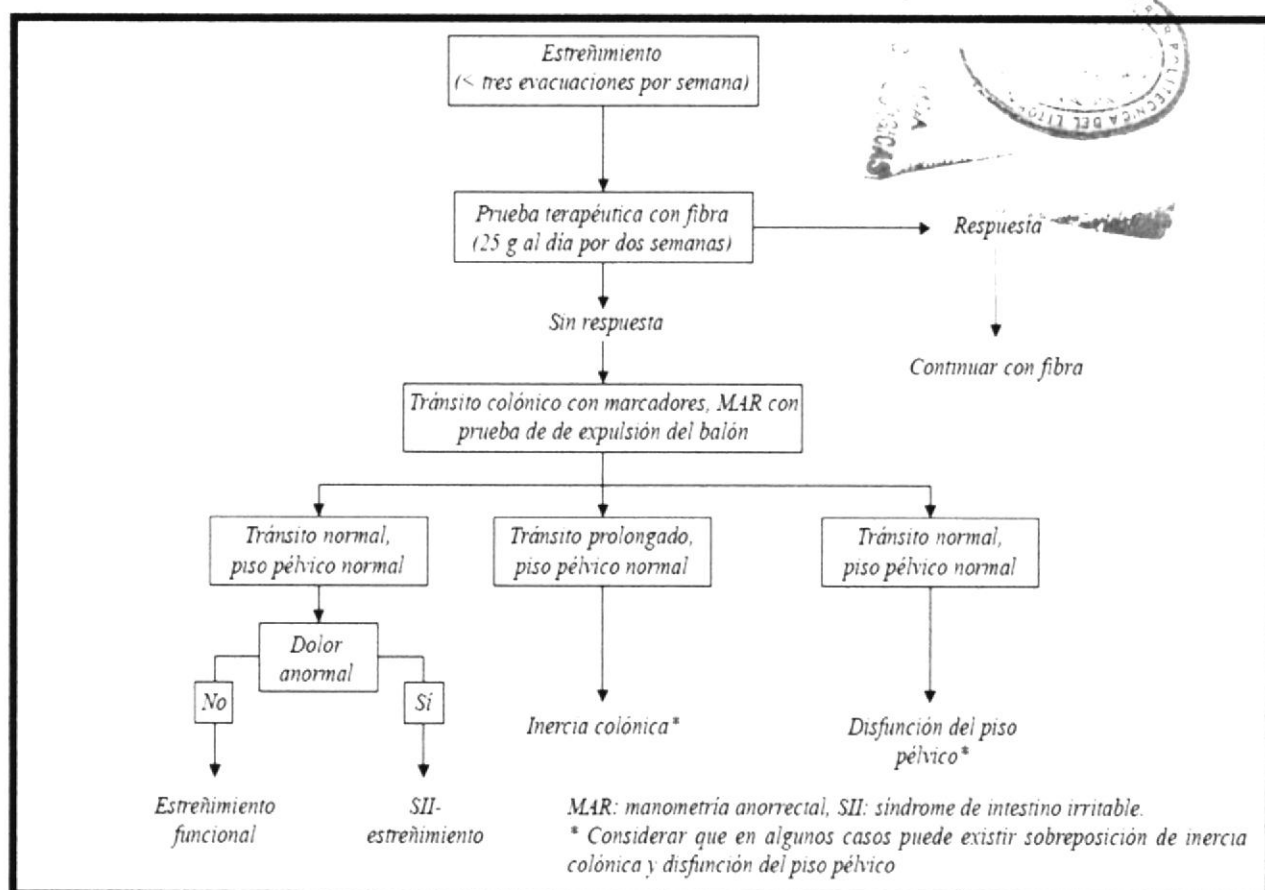 Estreñimiento
(< tres evacuaciones por semana)
POLITECNICA DEL LITO
Prueba terapéutica con fibra
(25 g al día por dos semanas)
Respuesta
Sin respuesta
Continuar con fibra
Tránsito colónico con marcadores, MAR con
prueba de de expulsión del balón
Tránsito normal,
piso pélvico normal
Tránsito prolongado,
piso pélvico normal
Tránsito normal,
piso pélvico normal
Dolor
anormal
No
Sí
Inercia colónica*
Disfunción del piso
pélvico*
Estreñimiento
funcional
SII-
estreñimiento
MAR: manometría anorrectal, SII: síndrome de intestino irritable.
* Considerar que en algunos casos puede existir sobreposición de inercia
colónica y disfunción del piso pélvico